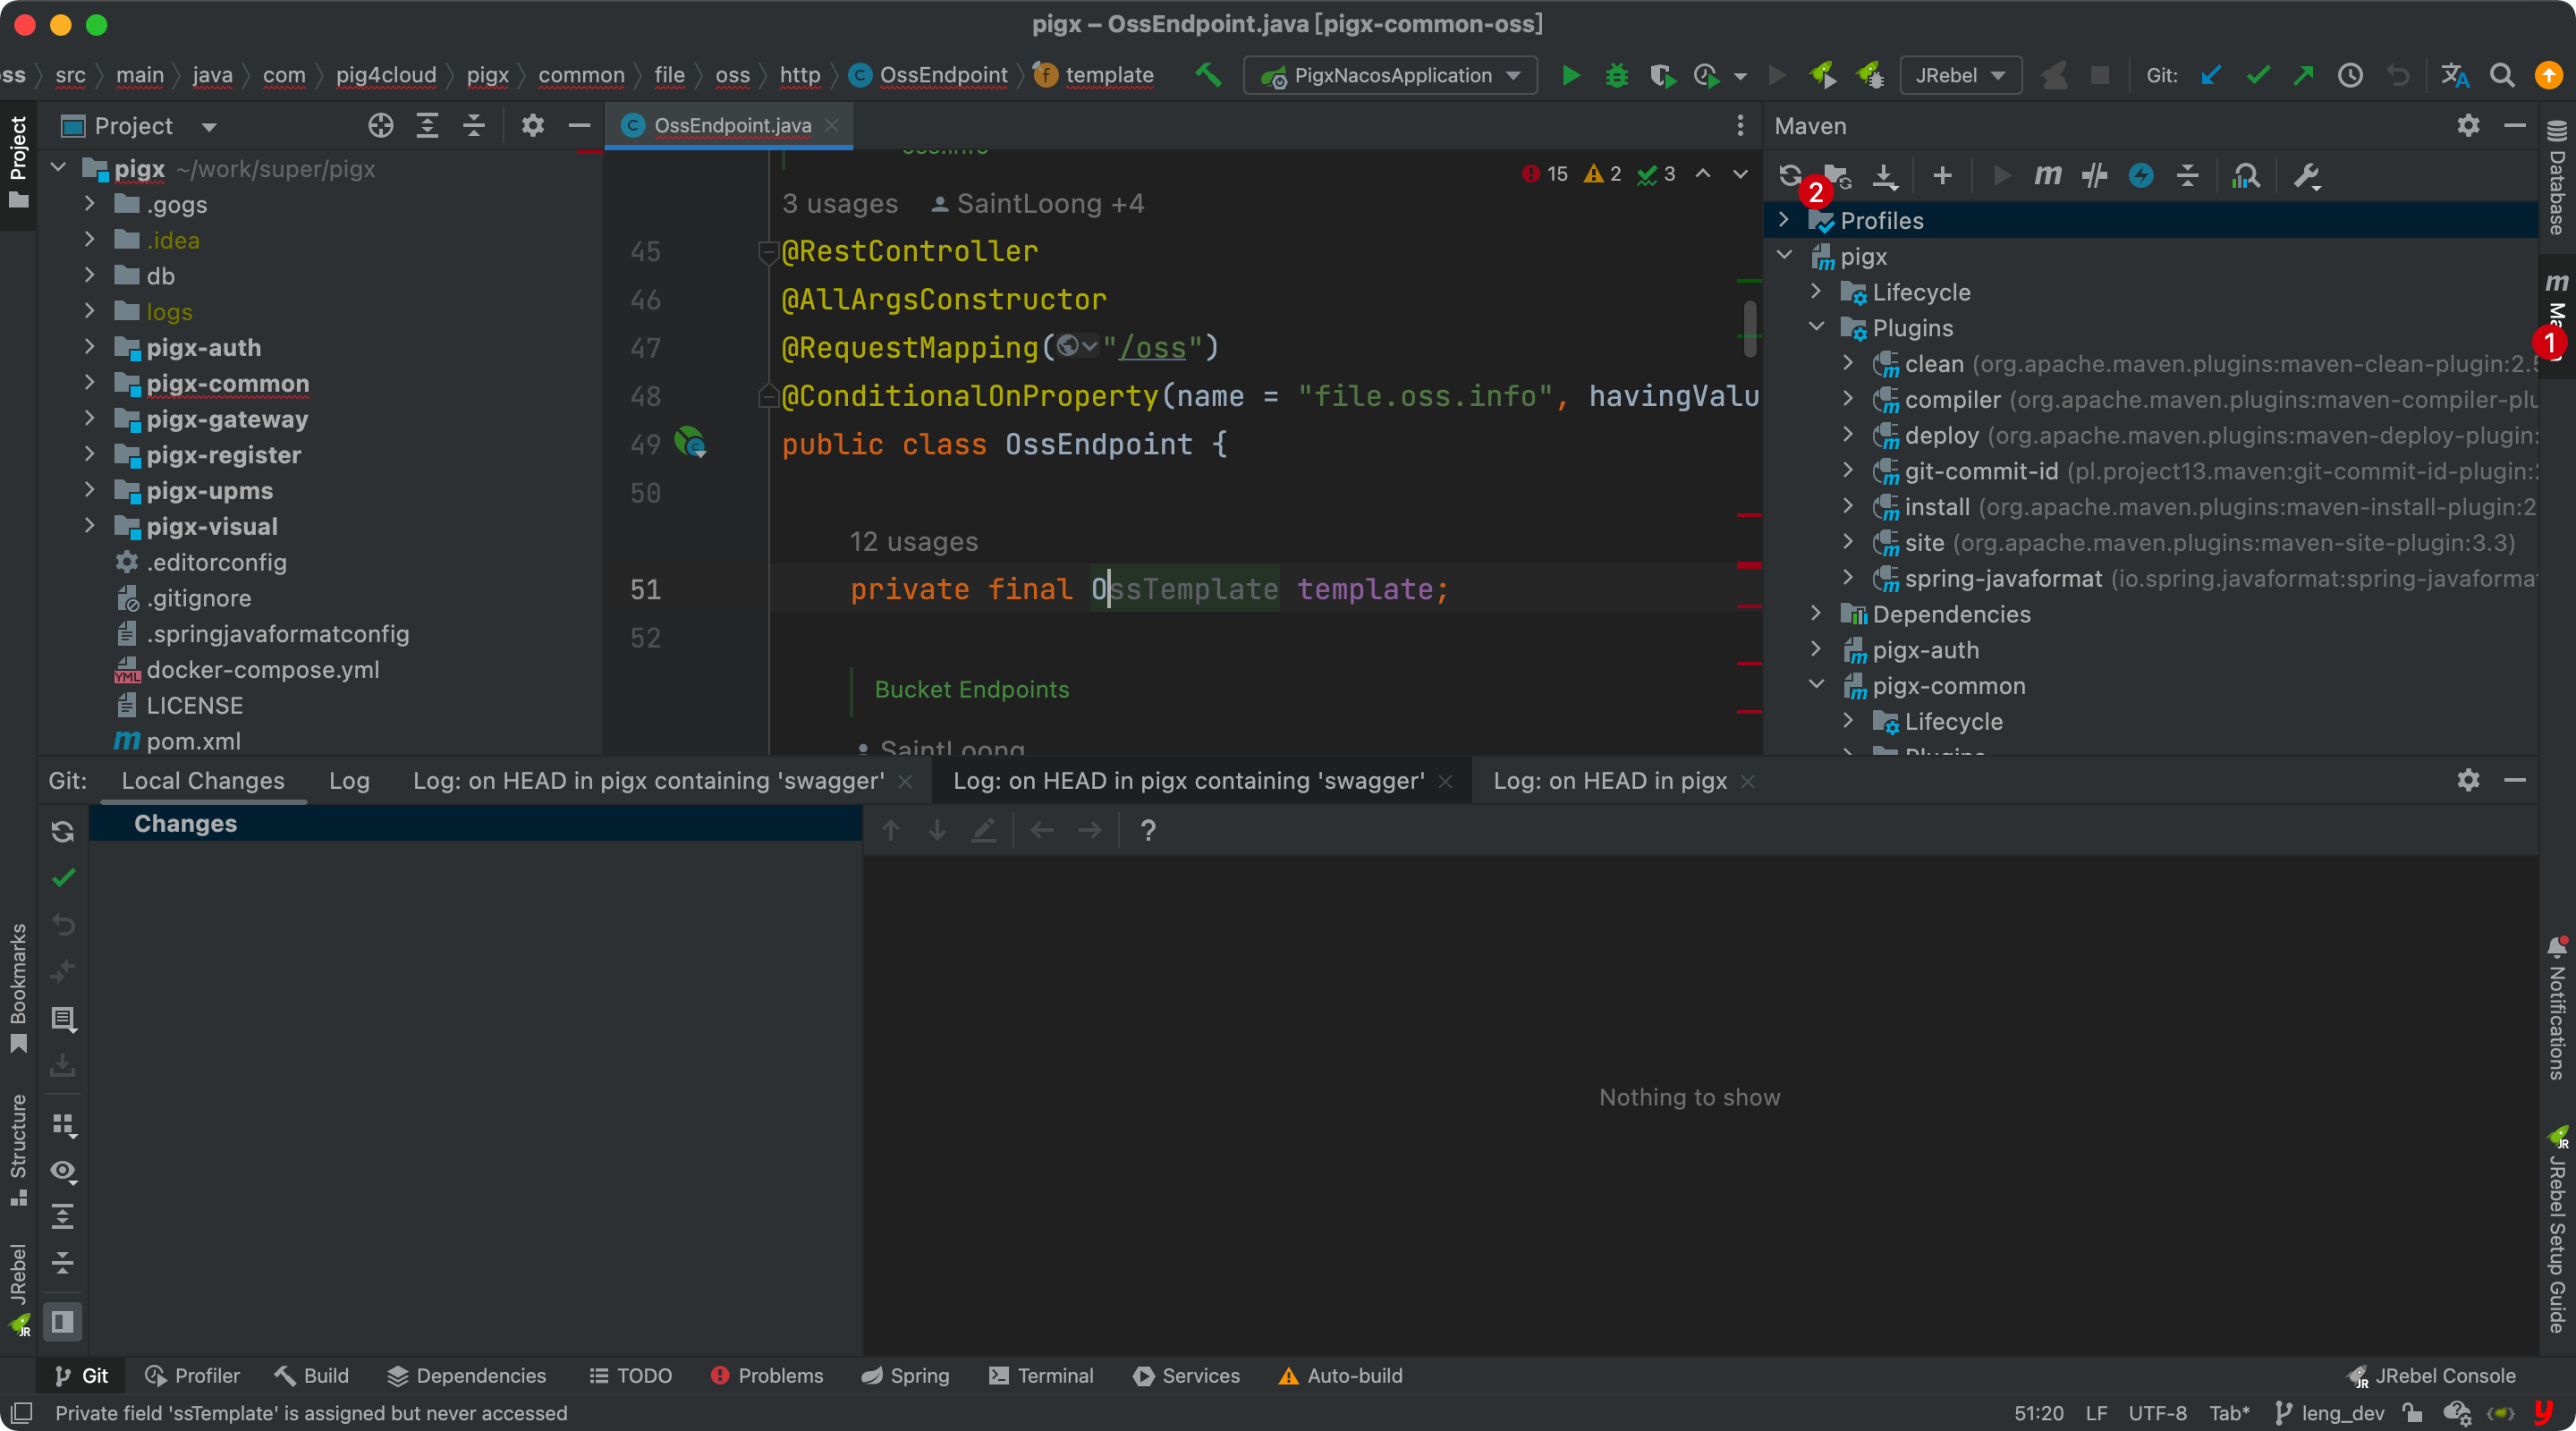 pigx – OssEndpoint.java [pigx-common-oss]
ss src main java com pig4cloud pigx common file oss http OssEndpoint template
PigxNacosApplication
JRebel
Git:
Project
OssEndpoint.java
Maven
Project
pigx ~/work/super/pigx
.gogs
.idea
db
logs
pigx-auth
pigx-common
pigx-gateway
pigx-register
pigx-upms
pigx-visual
.editorconfig
.gitignore
.springjavaformatconfig
docker-compose.yml
LICENSE
pom.xml
oss.info
15 2 3
3 usages SaintLoong +4
45 @RestController
46 @AllArgsConstructor
47 @RequestMapping("/oss")
48 @ConditionalOnProperty(name = "file.oss.info", havingValu
49 public class OssEndpoint {
50
12 usages
51 private final OssTemplate template;
52
Bucket Endpoints
SaintLoong
2
Profiles
pigx
Lifecycle
Plugins
clean (org.apache.maven.plugins:maven-clean-plugin:2.5
compiler (org.apache.maven.plugins:maven-compiler-plu
deploy (org.apache.maven.plugins:maven-deploy-plugin:
git-commit-id (pl.project13.maven:git-commit-id-plugin:
install (org.apache.maven.plugins:maven-install-plugin:2
site (org.apache.maven.plugins:maven-site-plugin:3.3)
spring-javaformat (io.spring.javaformat:spring-javaformat
Dependencies
pigx-auth
pigx-common
Lifecycle
Plugins
Database
Ma
1
Notifications
JRebel Setup Guide
Git: Local Changes Log Log: on HEAD in pigx containing 'swagger' Log: on HEAD in pigx containing 'swagger' Log: on HEAD in pigx
Changes
?
Nothing to show
Bookmarks
Structure
JRebel
Git Profiler Build Dependencies TODO Problems Spring Terminal Services Auto-build JRebel Console
Private field 'ssTemplate' is assigned but never accessed
51:20 LF UTF-8 Tab* leng_dev